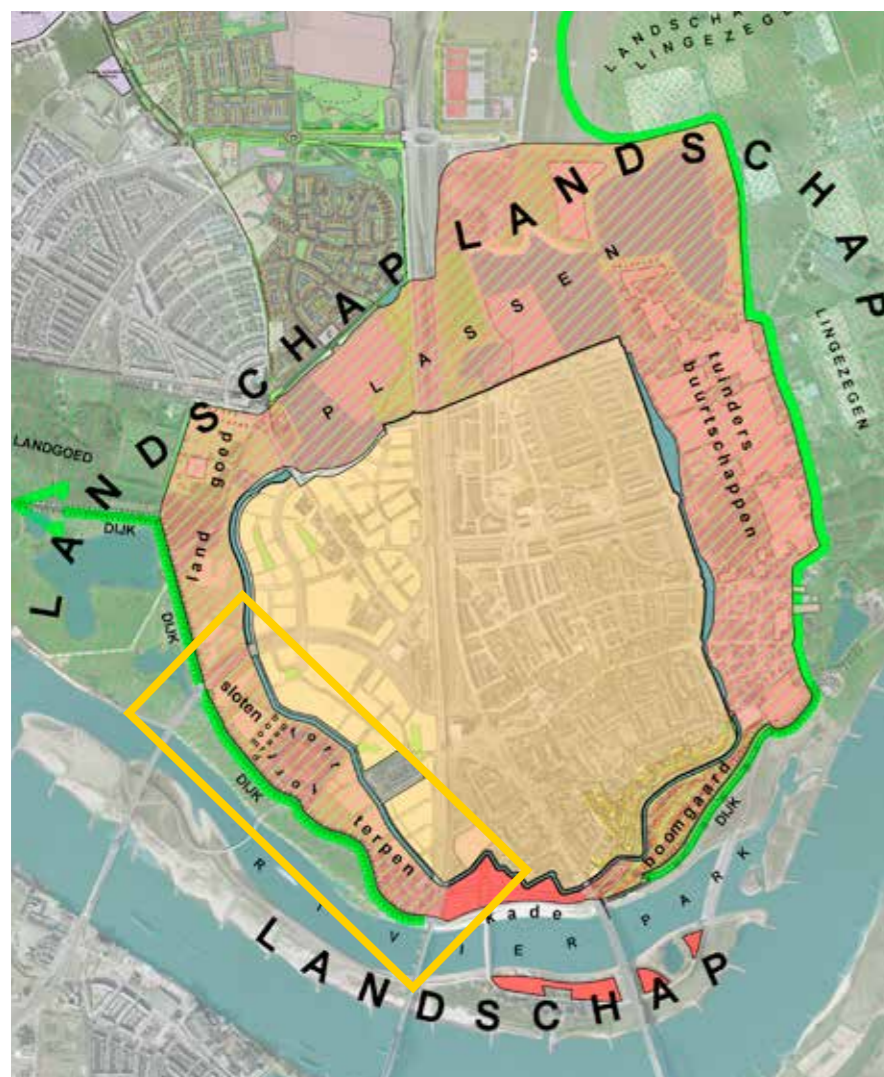 LANDSCHAP
LINGEZEGEN
LANDSCHAP
LANDSCHAP
PLASSEN
LINGEZEGEN
tuinders
buurtschappen
LANDGOED
land goed
DIJK
DIJK
sloten
DIJK
terpen
boomgaard
DIJK
kade
RIVIERPARK
LANDSCHAP